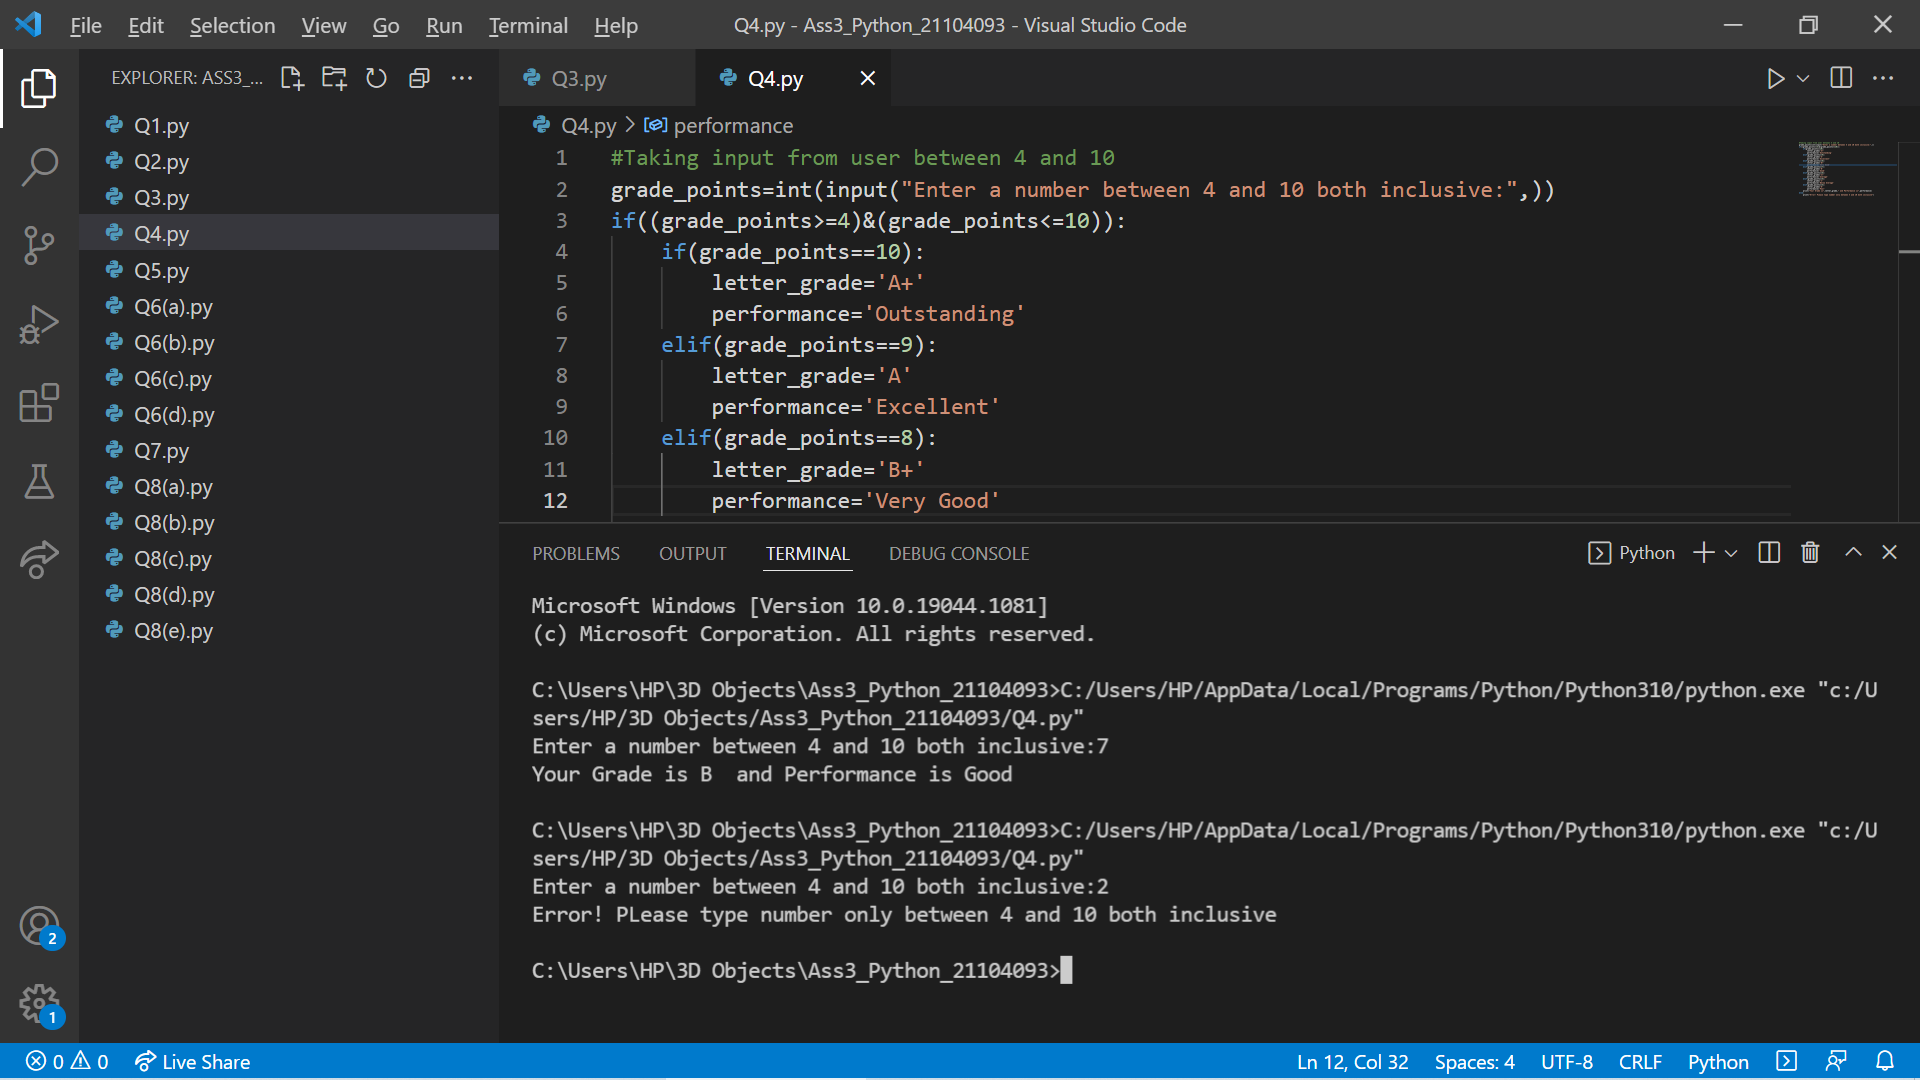 File Edit Selection View Go Run Terminal Help Q4.py - Ass3_Python_21104093 - Visual Studio Code
EXPLORER: ASS3_...
Q1.py
Q2.py
Q3.py
Q4.py
Q5.py
Q6(a).py
Q6(b).py
Q6(c).py
Q6(d).py
Q7.py
Q8(a).py
Q8(b).py
Q8(c).py
Q8(d).py
Q8(e).py
2
1
Q3.py Q4.py
Q4.py > performance
1 #Taking input from user between 4 and 10
2 grade_points=int(input("Enter a number between 4 and 10 both inclusive:",))
3 if((grade_points>=4)&(grade_points<=10)):
4     if(grade_points==10):
5         letter_grade='A+'
6         performance='Outstanding'
7     elif(grade_points==9):
8         letter_grade='A'
9         performance='Excellent'
10     elif(grade_points==8):
11         letter_grade='B+'
12         performance='Very Good'
PROBLEMS OUTPUT TERMINAL DEBUG CONSOLE Python
Microsoft Windows [Version 10.0.19044.1081]
(c) Microsoft Corporation. All rights reserved.
C:\Users\HP\3D Objects\Ass3_Python_21104093>C:/Users/HP/AppData/Local/Programs/Python/Python310/python.exe "c:/U
sers/HP/3D Objects/Ass3_Python_21104093/Q4.py"
Enter a number between 4 and 10 both inclusive:7
Your Grade is B  and Performance is Good
C:\Users\HP\3D Objects\Ass3_Python_21104093>C:/Users/HP/AppData/Local/Programs/Python/Python310/python.exe "c:/U
sers/HP/3D Objects/Ass3_Python_21104093/Q4.py"
Enter a number between 4 and 10 both inclusive:2
Error! PLease type number only between 4 and 10 both inclusive
C:\Users\HP\3D Objects\Ass3_Python_21104093>
0 0 Live Share Ln 12, Col 32 Spaces: 4 UTF-8 CRLF Python